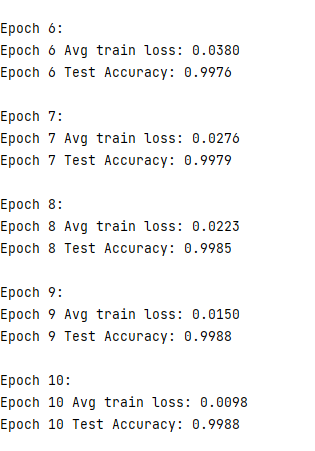 Epoch 6:
Epoch 6 Avg train loss: 0.0380
Epoch 6 Test Accuracy: 0.9976
Epoch 7:
Epoch 7 Avg train loss: 0.0276
Epoch 7 Test Accuracy: 0.9979
Epoch 8:
Epoch 8 Avg train loss: 0.0223
Epoch 8 Test Accuracy: 0.9985
Epoch 9:
Epoch 9 Avg train loss: 0.0150
Epoch 9 Test Accuracy: 0.9988
Epoch 10:
Epoch 10 Avg train loss: 0.0098
Epoch 10 Test Accuracy: 0.9988